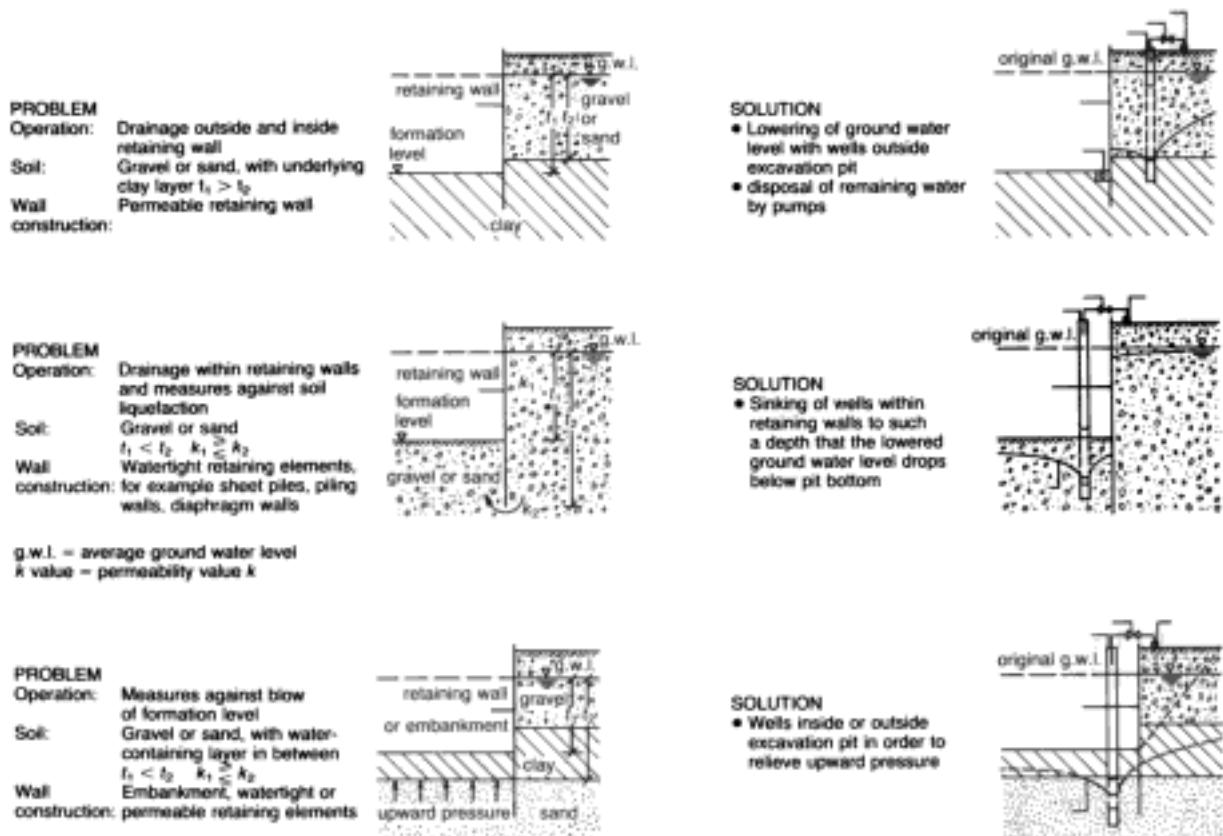 PROBLEM
Operation: Drainage outside and inside
retaining wall
Soil: Gravel or sand, with underlying
clay layer t₁ > t₂
Wall Permeable retaining wall
construction:
g.w.l.
retaining wall
gravel
or
sand
t₁ t₂
formation
level
clay
SOLUTION
• Lowering of ground water
level with wells outside
excavation pit
• disposal of remaining water
by pumps
original g.w.l.
PROBLEM
Operation: Drainage within retaining walls
and measures against soil
liquefaction
Soil: Gravel or sand
t₁ < t₂ k₁ ⪌ k₂
Wall Watertight retaining elements,
construction: for example sheet piles, piling
walls, diaphragm walls
g.w.l.
retaining wall
k₁
formation
level
gravel or sand
k₂
SOLUTION
• Sinking of wells within
retaining walls to such
a depth that the lowered
ground water level drops
below pit bottom
original g.w.l.
g.w.l. = average ground water level
k value = permeability value k
PROBLEM
Operation: Measures against blow
of formation level
Soil: Gravel or sand, with water-
containing layer in between
t₁ < t₂ k₁ ⪌ k₂
Wall Embankment, watertight or
construction: permeable retaining elements
g.w.l.
retaining wall
gravel
or embankment
clay
upward pressure
sand
SOLUTION
• Wells inside or outside
excavation pit in order to
relieve upward pressure
original g.w.l.